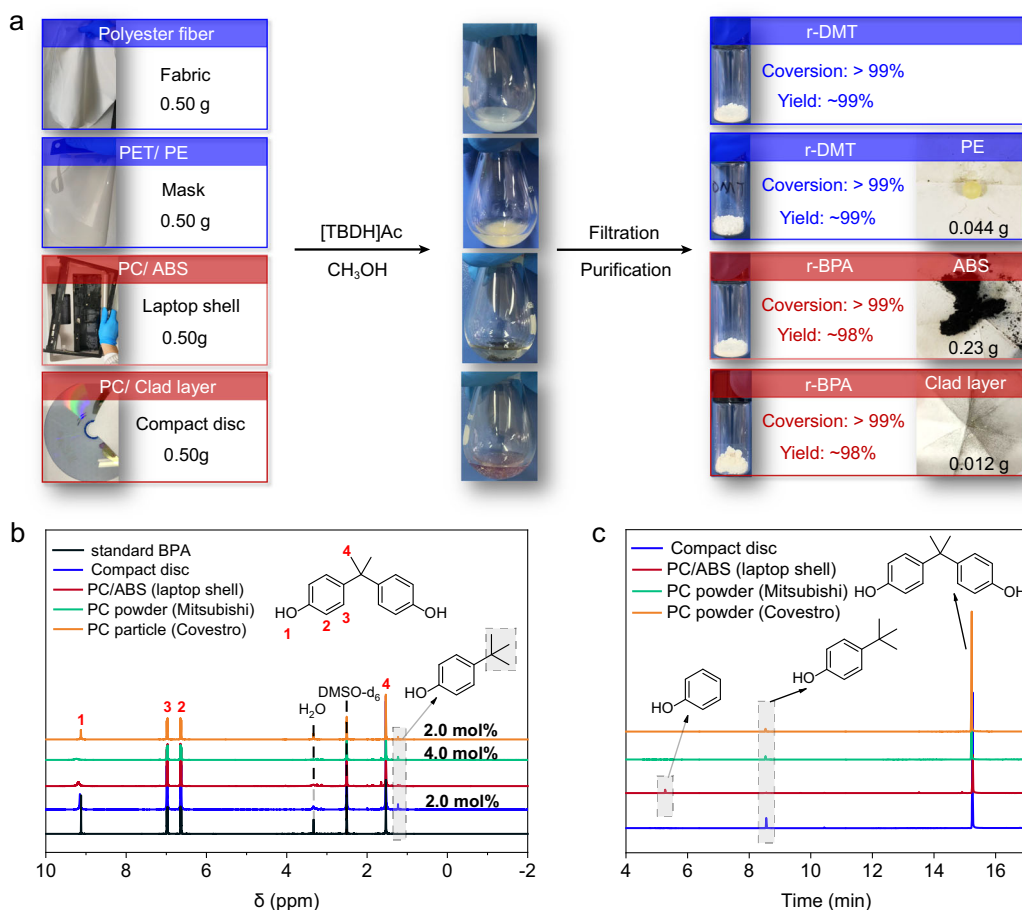 a
Polyester fiber
Fabric
0.50 g
PET/ PE
Mask
0.50 g
PC/ ABS
Laptop shell
0.50g
PC/ Clad layer
Compact disc
0.50g
[TBDH]Ac
CH₃OH
Filtration
Purification
r-DMT
Coversion: > 99%
Yield: ~99%
r-DMT
PE
Coversion: > 99%
Yield: ~99%
0.044 g
r-BPA
ABS
Coversion: > 99%
Yield: ~98%
0.23 g
r-BPA
Clad layer
Coversion: > 99%
Yield: ~98%
0.012 g
b
standard BPA
Compact disc
PC/ABS (laptop shell)
PC powder (Mitsubishi)
PC particle (Covestro)
4
HO
OH
1
2
3
HO
1
3
2
H₂O
DMSO-d₆
4
2.0 mol%
4.0 mol%
2.0 mol%
10 8 6 4 2 0 -2
δ (ppm)
c
Compact disc
PC/ABS (laptop shell)
PC powder (Mitsubishi)
PC powder (Covestro)
HO
OH
HO
HO
4 6 8 10 12 14 16
Time (min)